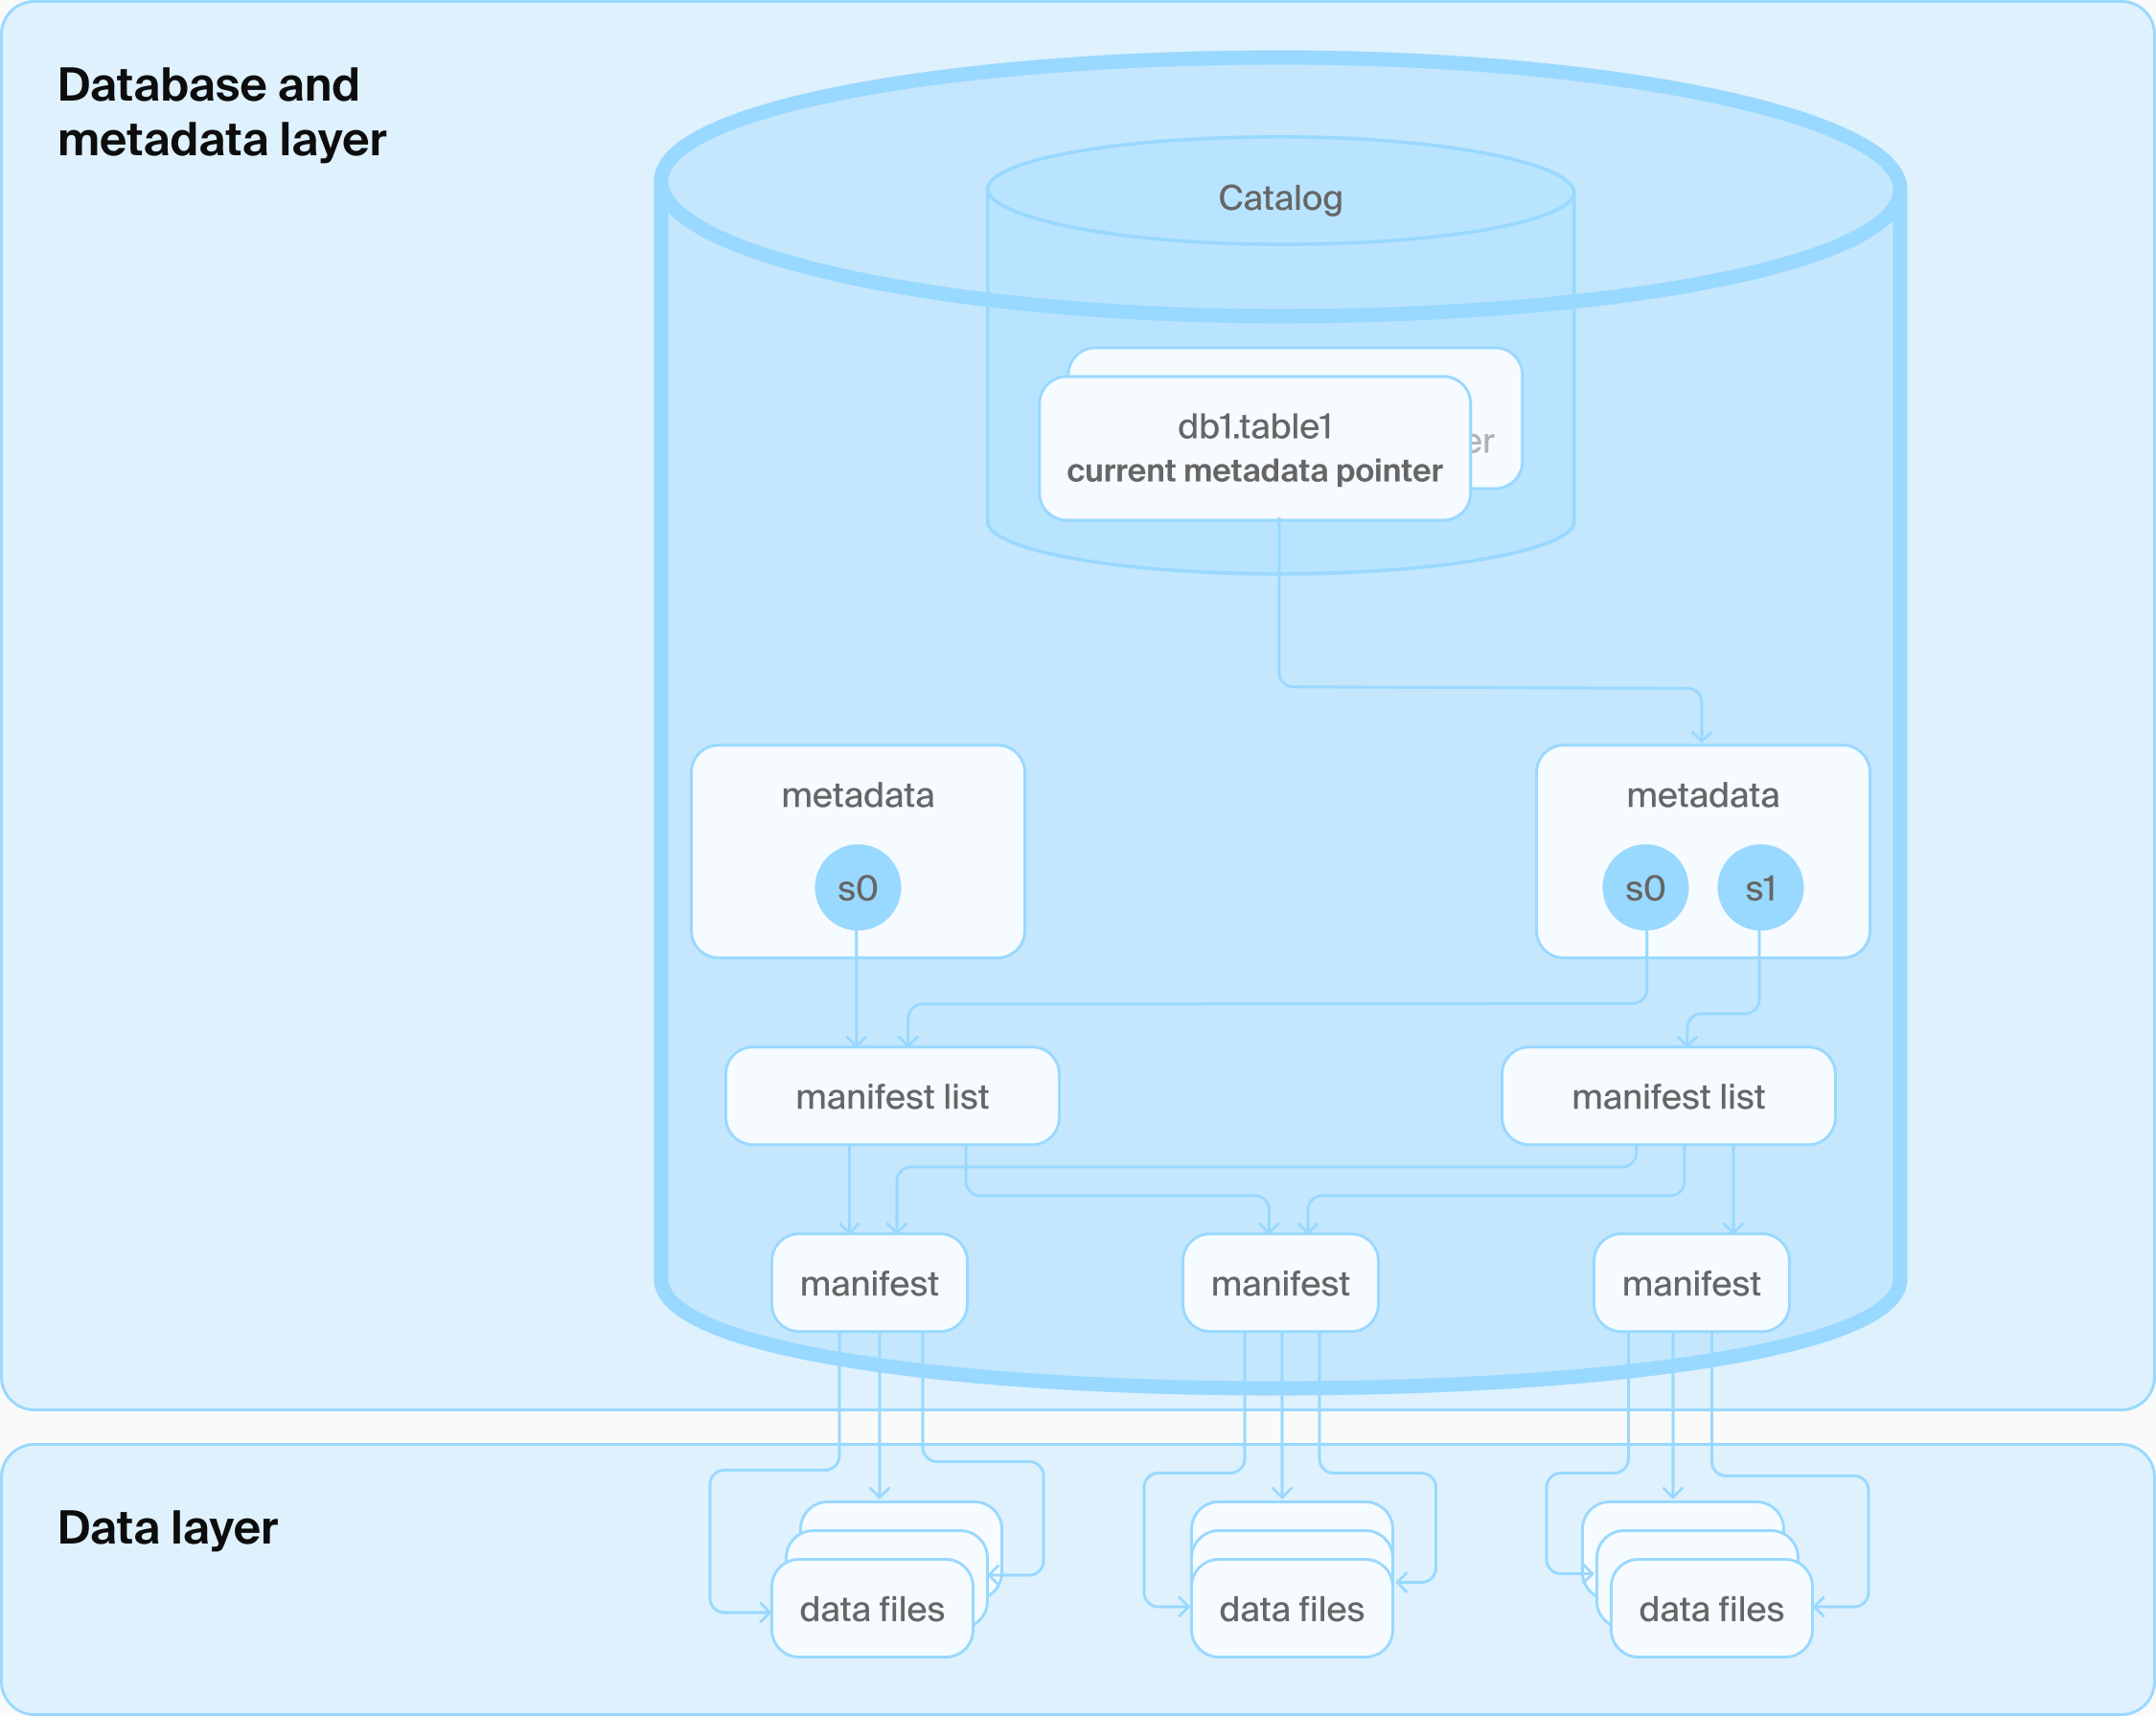 Database and
metadata layer
Catalog
db1.table1
current metadata pointer
metadata
s0
metadata
s0
s1
manifest list
manifest list
manifest
manifest
manifest
Data layer
data files
data files
data files